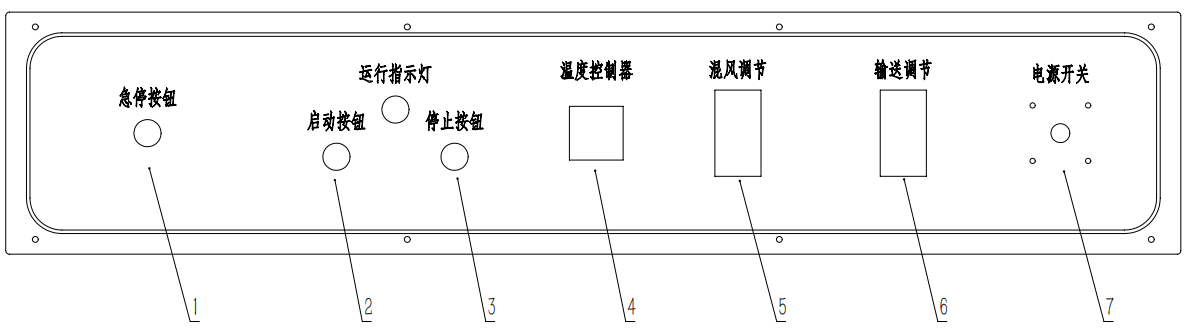 运行指示灯
温度控制器
混风调节
输送调节
电源开关
急停按钮
启动按钮
停止按钮
1
2
3
4
5
6
7